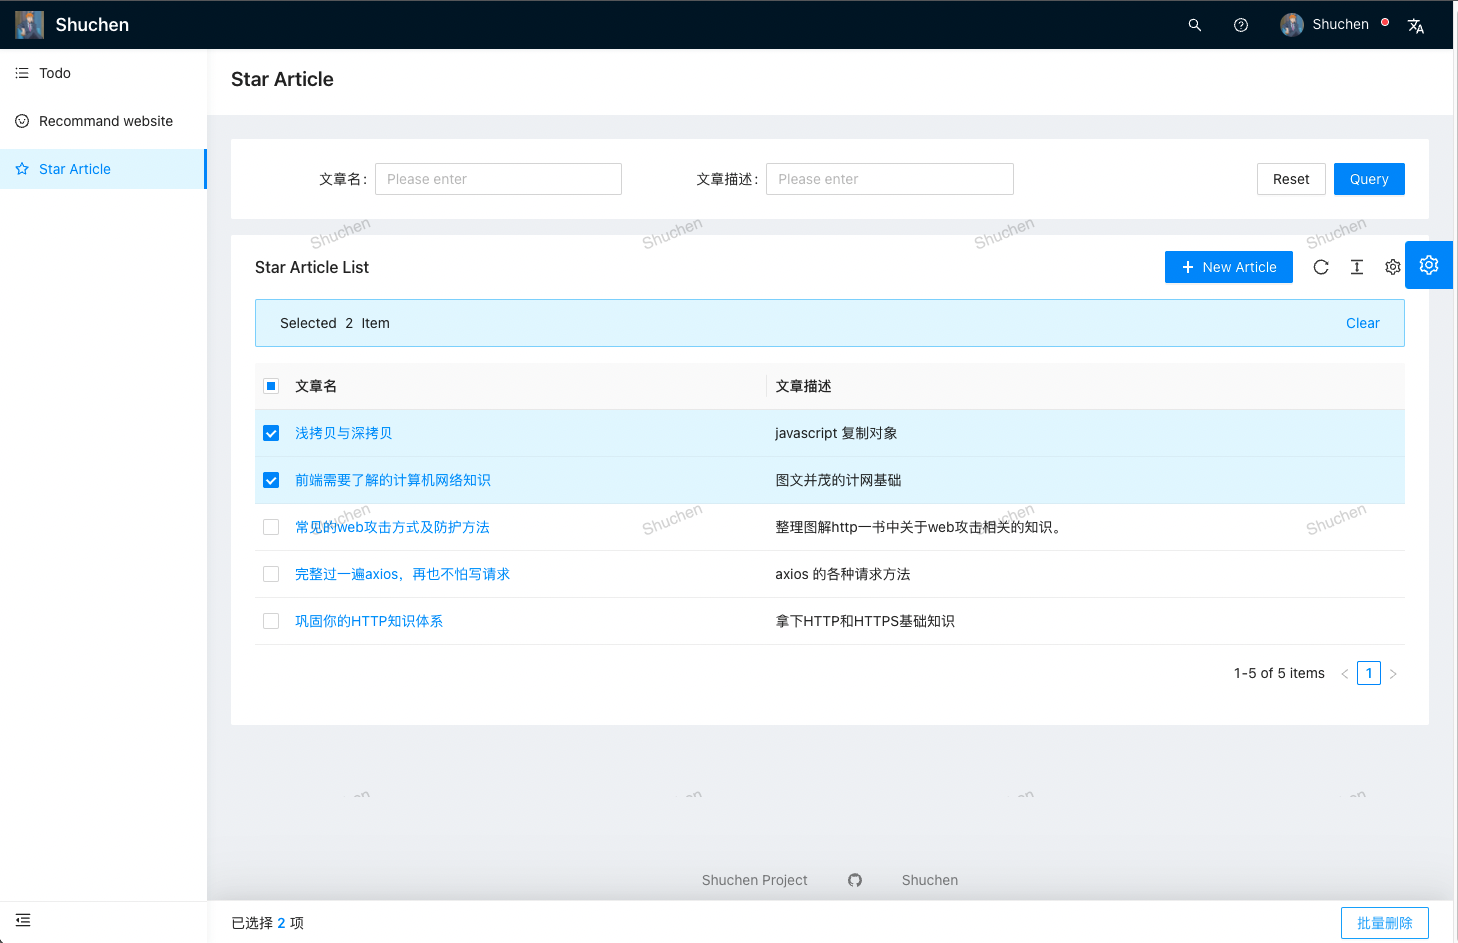 Shuchen
Shuchen
Todo
Recommand website
Star Article
Star Article
文章名: Please enter
文章描述: Please enter
Reset
Query
Shuchen Shuchen Shuchen Shuchen
Star Article List
+ New Article
Selected 2 Item
Clear
文章名 文章描述
浅拷贝与深拷贝 javascript 复制对象
前端需要了解的计算机网络知识 图文并茂的计网基础
常见的web攻击方式及防护方法 整理图解http一书中关于web攻击相关的知识。
Shuchen Shuchen Shuchen Shuchen
完整过一遍axios，再也不怕写请求 axios 的各种请求方法
巩固你的HTTP知识体系 拿下HTTP和HTTPS基础知识
1-5 of 5 items < 1 >
Shuchen Project Shuchen
已选择 2 项
批量删除